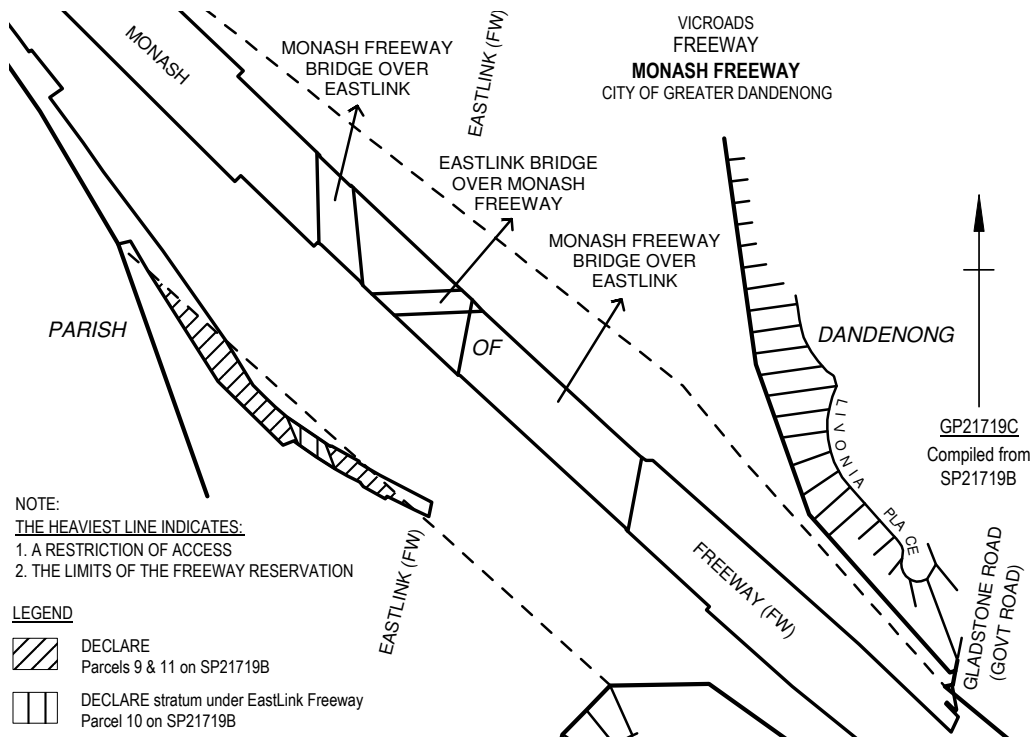 VICROADS
FREEWAY
MONASH FREEWAY
CITY OF GREATER DANDENONG
MONASH
MONASH FREEWAY
BRIDGE OVER
EASTLINK
EASTLINK (FW)
EASTLINK BRIDGE
OVER MONASH
FREEWAY
MONASH FREEWAY
BRIDGE OVER
EASTLINK
PARISH
OF
DANDENONG
LIVONIA PLACE
GP21719C
Compiled from
SP21719B
NOTE:
THE HEAVIEST LINE INDICATES:
1. A RESTRICTION OF ACCESS
2. THE LIMITS OF THE FREEWAY RESERVATION
EASTLINK (FW)
FREEWAY (FW)
GLADSTONE ROAD
(GOVT ROAD)
LEGEND
DECLARE
Parcels 9 & 11 on SP21719B
DECLARE stratum under EastLink Freeway
Parcel 10 on SP21719B